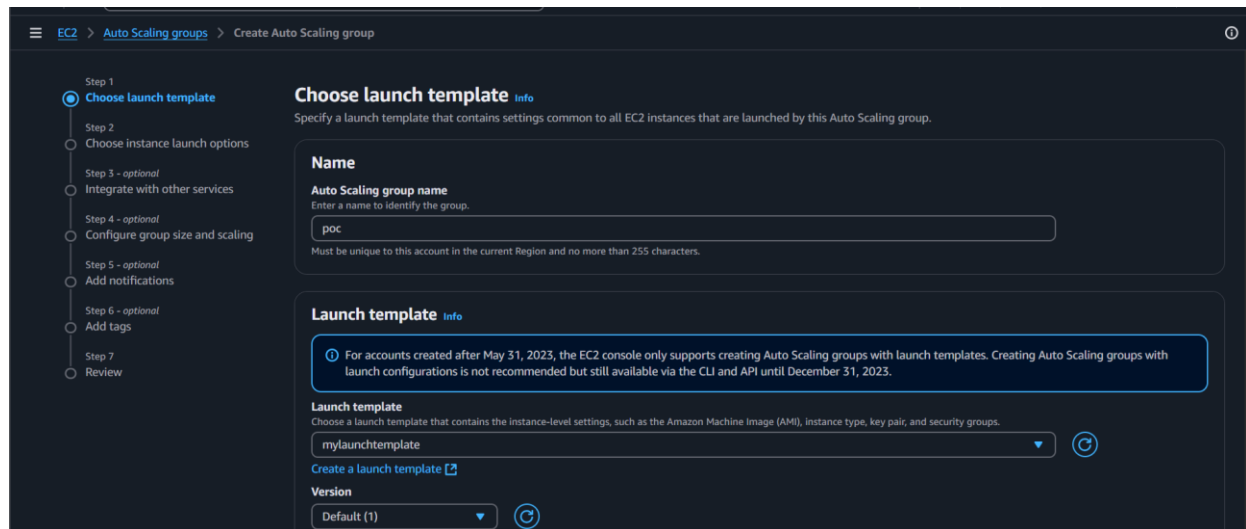 EC2 > Auto Scaling groups > Create Auto Scaling group
Step 1
Choose launch template
Step 2
Choose instance launch options
Step 3 - optional
Integrate with other services
Step 4 - optional
Configure group size and scaling
Step 5 - optional
Add notifications
Step 6 - optional
Add tags
Step 7
Review
Choose launch template Info
Specify a launch template that contains settings common to all EC2 instances that are launched by this Auto Scaling group.
Name
Auto Scaling group name
Enter a name to identify the group.
poc
Must be unique to this account in the current Region and no more than 255 characters.
Launch template Info
For accounts created after May 31, 2023, the EC2 console only supports creating Auto Scaling groups with launch templates. Creating Auto Scaling groups with
launch configurations is not recommended but still available via the CLI and API until December 31, 2023.
Launch template
Choose a launch template that contains the instance-level settings, such as the Amazon Machine Image (AMI), instance type, key pair, and security groups.
mylaunchtemplate
Create a launch template
Version
Default (1)